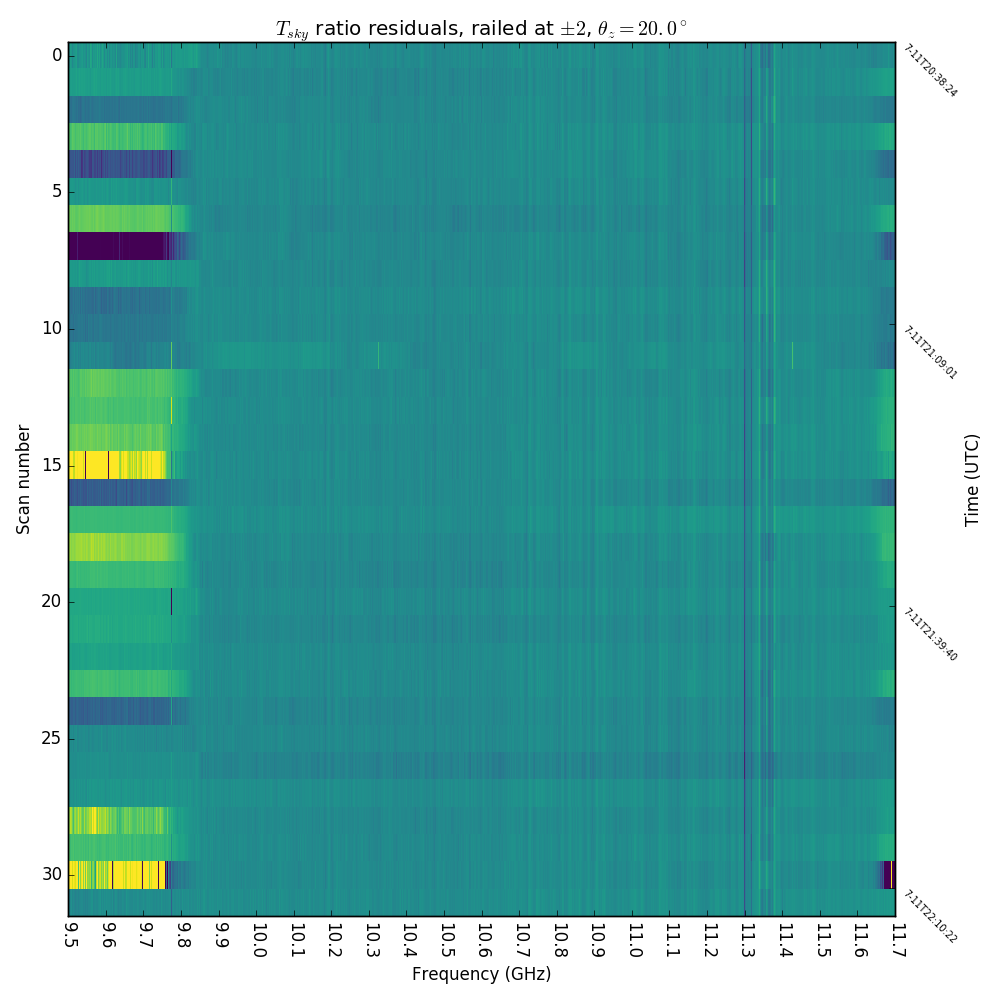 T_sky ratio residuals, railed at ±2, θ_z = 20.0°
0
5
10
15
20
25
30
Scan number
7-11T20:38:24
7-11T21:09:01
7-11T21:39:40
7-11T22:10:22
Time (UTC)
9.5 9.6 9.7 9.8 9.9 10.0 10.1 10.2 10.3 10.4 10.5 10.6 10.7 10.8 10.9 11.0 11.1 11.2 11.3 11.4 11.5 11.6 11.7
Frequency (GHz)